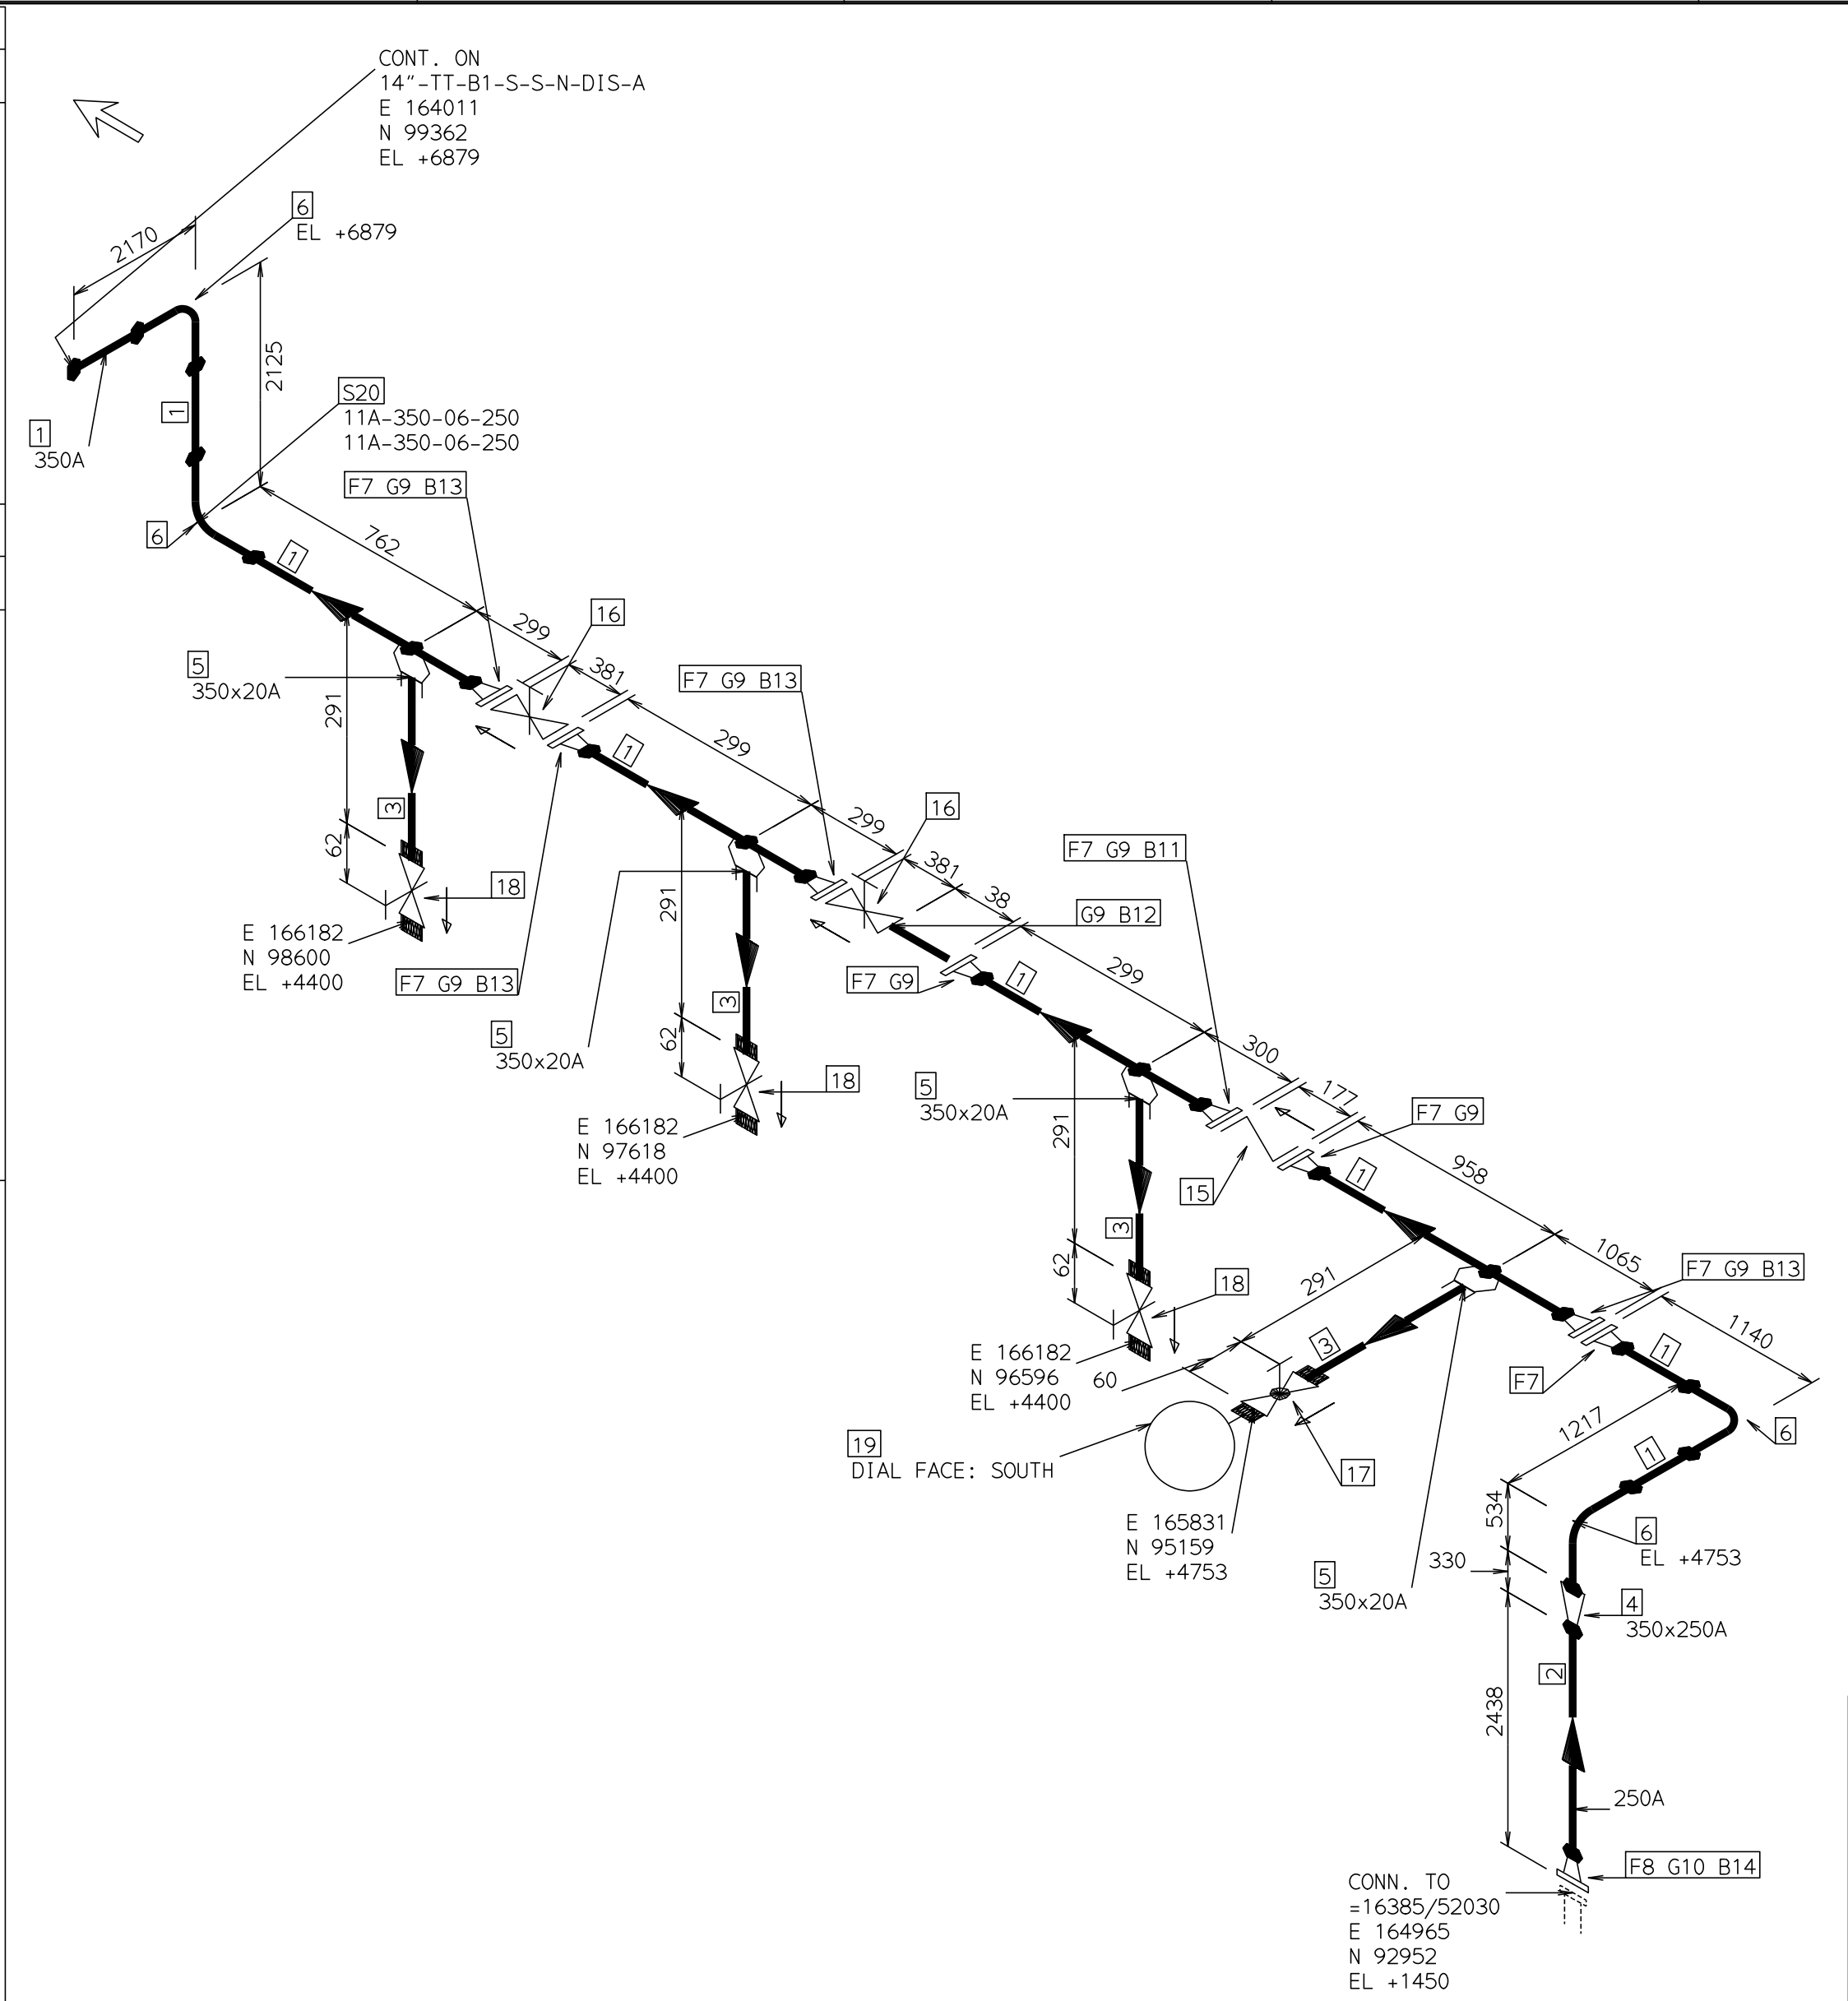 CONT. ON
14"-TT-B1-S-S-N-DIS-A
E 164011
N 99362
EL +6879
6
EL +6879
2170
2125
1
350A
1
S20
11A-350-06-250
11A-350-06-250
6
F7 G9 B13
762
1
299
16
381
5
350x20A
291
3
62
18
E 166182
N 98600
EL +4400
F7 G9 B13
F7 G9 B13
1
299
299
16
381
38
G9 B12
5
350x20A
291
3
62
18
E 166182
N 97618
EL +4400
F7 G9
F7 G9 B11
1
299
300
177
F7 G9
15
5
350x20A
291
3
62
18
E 166182
N 96596
EL +4400
1
958
1065
F7 G9 B13
1140
291
3
60
19
DIAL FACE: SOUTH
17
E 165831
N 95159
EL +4753
5
350x20A
F7
1
6
1217
1
534
6
EL +4753
330
4
350x250A
2
2438
250A
F8 G10 B14
CONN. TO
=16385/52030
E 164965
N 92952
EL +1450